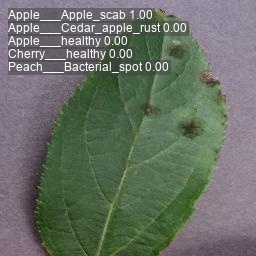 Apple___Apple_scab 1.00
Apple___Cedar_apple_rust 0.00
Apple___healthy 0.00
Cherry___healthy 0.00
Peach___Bacterial_spot 0.00